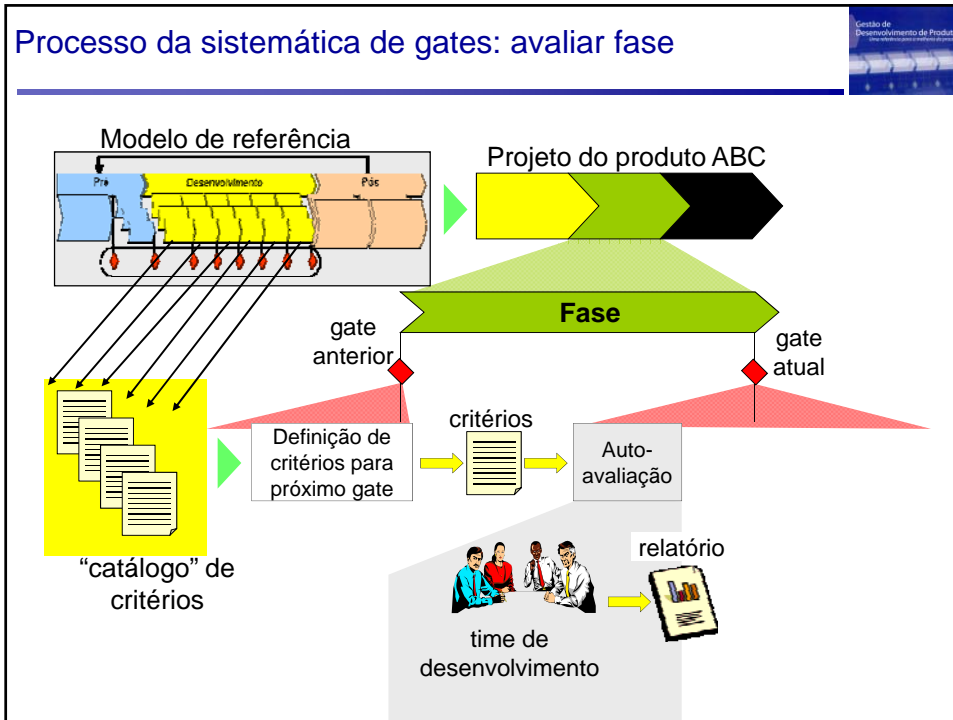 Processo da sistemática de gates: avaliar fase
Gestão de
Desenvolvimento de Produt
Modelo de referência
Pré
Desenvolvimento
Pós
Projeto do produto ABC
Fase
gate
anterior
gate
atual
critérios
Definição de
critérios para
próximo gate
Auto-
avaliação
"catálogo" de
critérios
relatório
time de
desenvolvimento